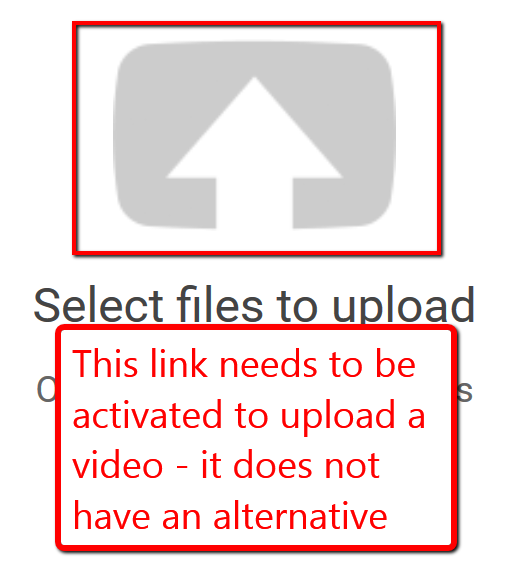 Select files to upload
This link needs to be
activated to upload a
video - it does not
have an alternative